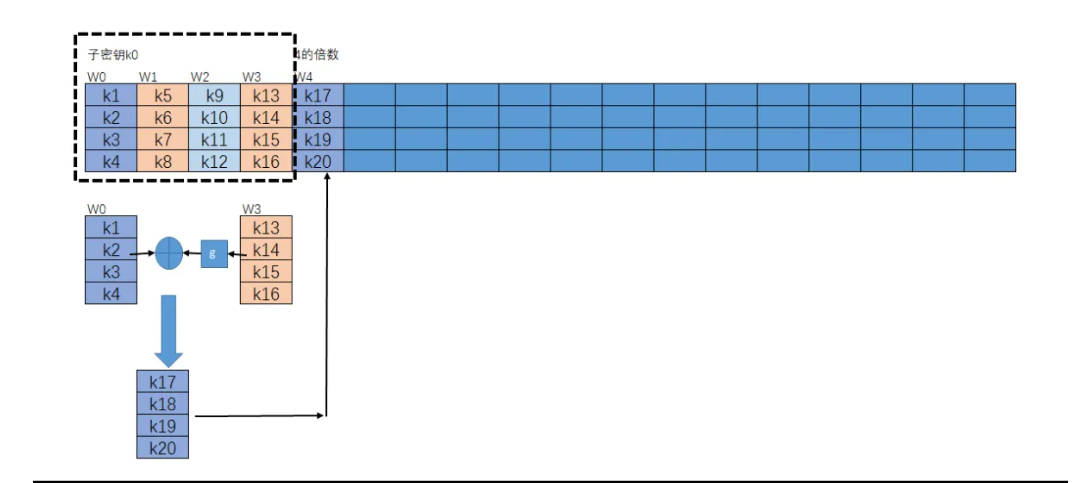 子密钥k0 4的倍数
W0 W1 W2 W3 W4
k1 k5 k9 k13 k17
k2 k6 k10 k14 k18
k3 k7 k11 k15 k19
k4 k8 k12 k16 k20
W0 W3
k1 k13
k2 g k14
k3 k15
k4 k16
k17
k18
k19
k20